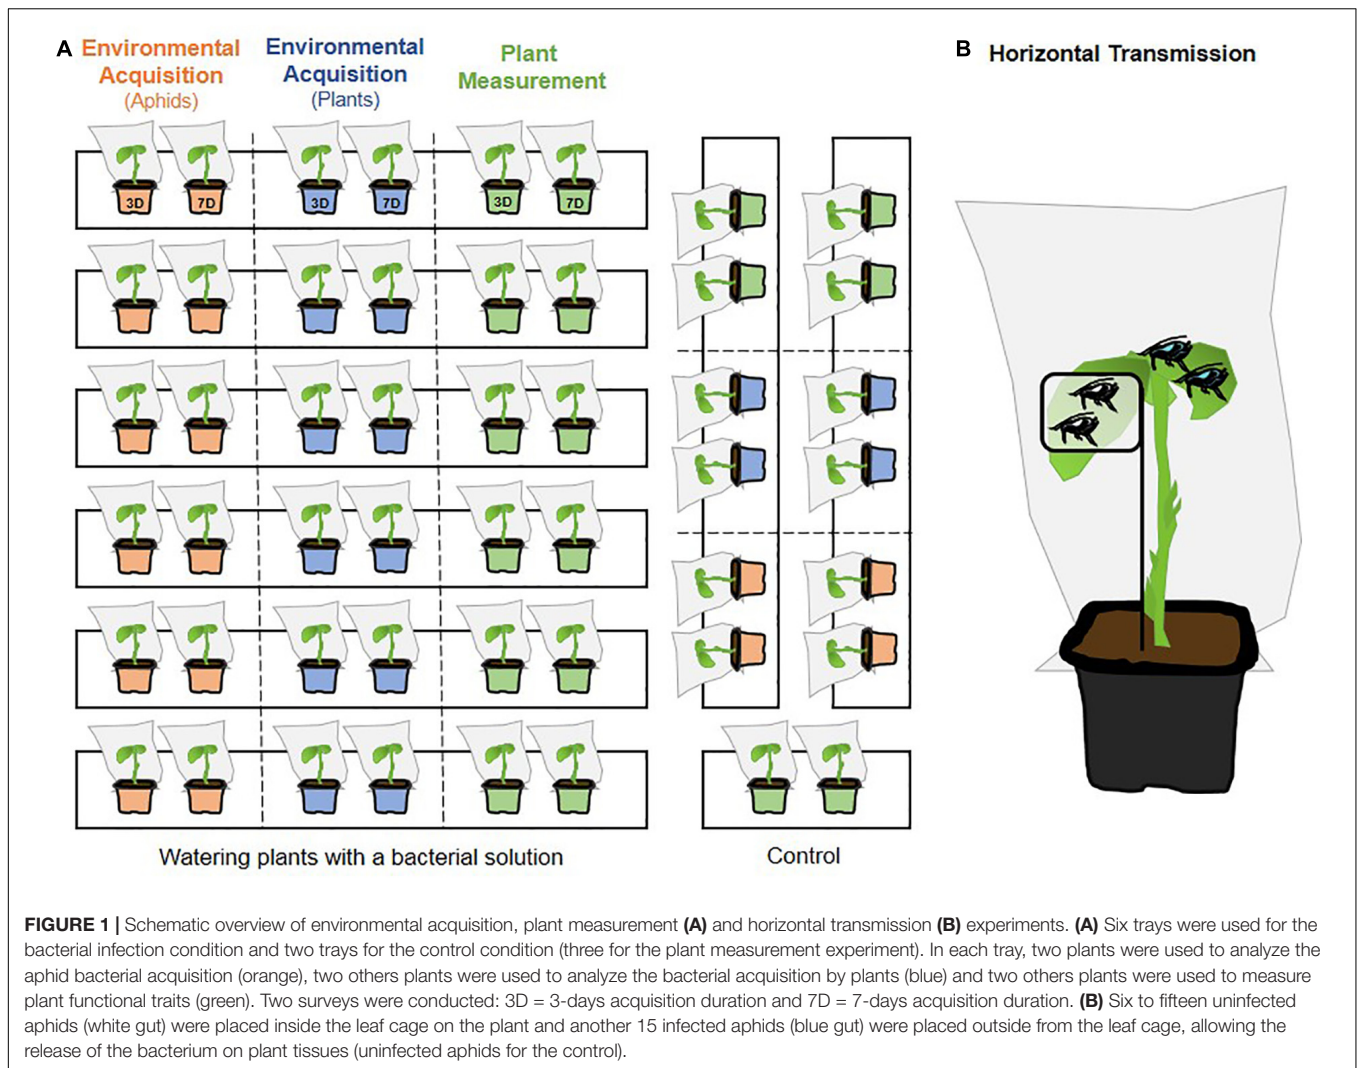 A
Environmental
Acquisition
(Aphids)
Environmental
Acquisition
(Plants)
Plant
Measurement
3D 7D 3D 7D 3D 7D
Watering plants with a bacterial solution
Control
B
Horizontal Transmission
FIGURE 1 | Schematic overview of environmental acquisition, plant measurement (A) and horizontal transmission (B) experiments. (A) Six trays were used for the
bacterial infection condition and two trays for the control condition (three for the plant measurement experiment). In each tray, two plants were used to analyze the
aphid bacterial acquisition (orange), two others plants were used to analyze the bacterial acquisition by plants (blue) and two others plants were used to measure
plant functional traits (green). Two surveys were conducted: 3D = 3-days acquisition duration and 7D = 7-days acquisition duration. (B) Six to fifteen uninfected
aphids (white gut) were placed inside the leaf cage on the plant and another 15 infected aphids (blue gut) were placed outside from the leaf cage, allowing the
release of the bacterium on plant tissues (uninfected aphids for the control).